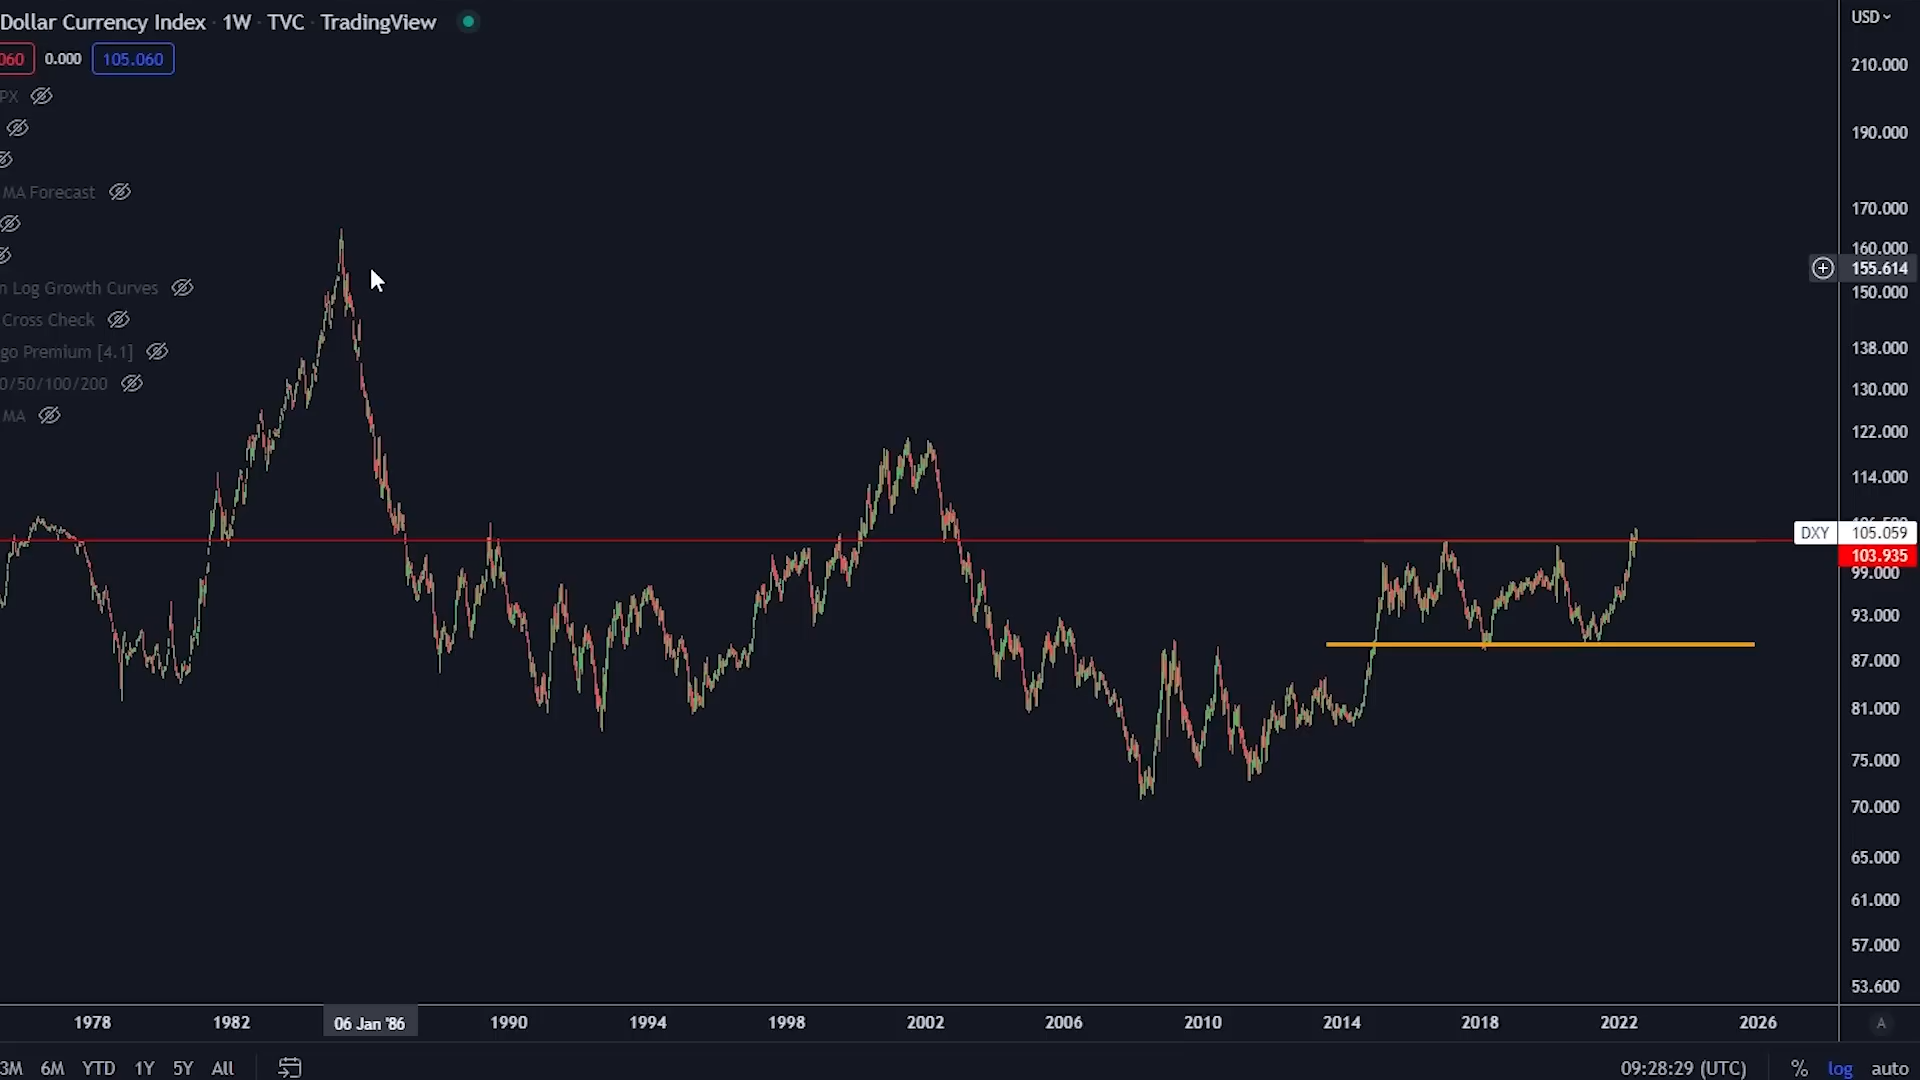 Dollar Currency Index · 1W · TVC · TradingView
060 0.000 105.060
PX
MA Forecast
n Log Growth Curves
Cross Check
go Premium [4.1]
0/50/100/200
MA
USD
210.000
190.000
170.000
160.000
155.614
150.000
138.000
130.000
122.000
114.000
DXY 105.059
103.935
99.000
93.000
87.000
81.000
75.000
70.000
65.000
61.000
57.000
53.600
1978 1982 06 Jan '86 1990 1994 1998 2002 2006 2010 2014 2018 2022 2026 A
3M 6M YTD 1Y 5Y All 09:28:29 (UTC) % log auto